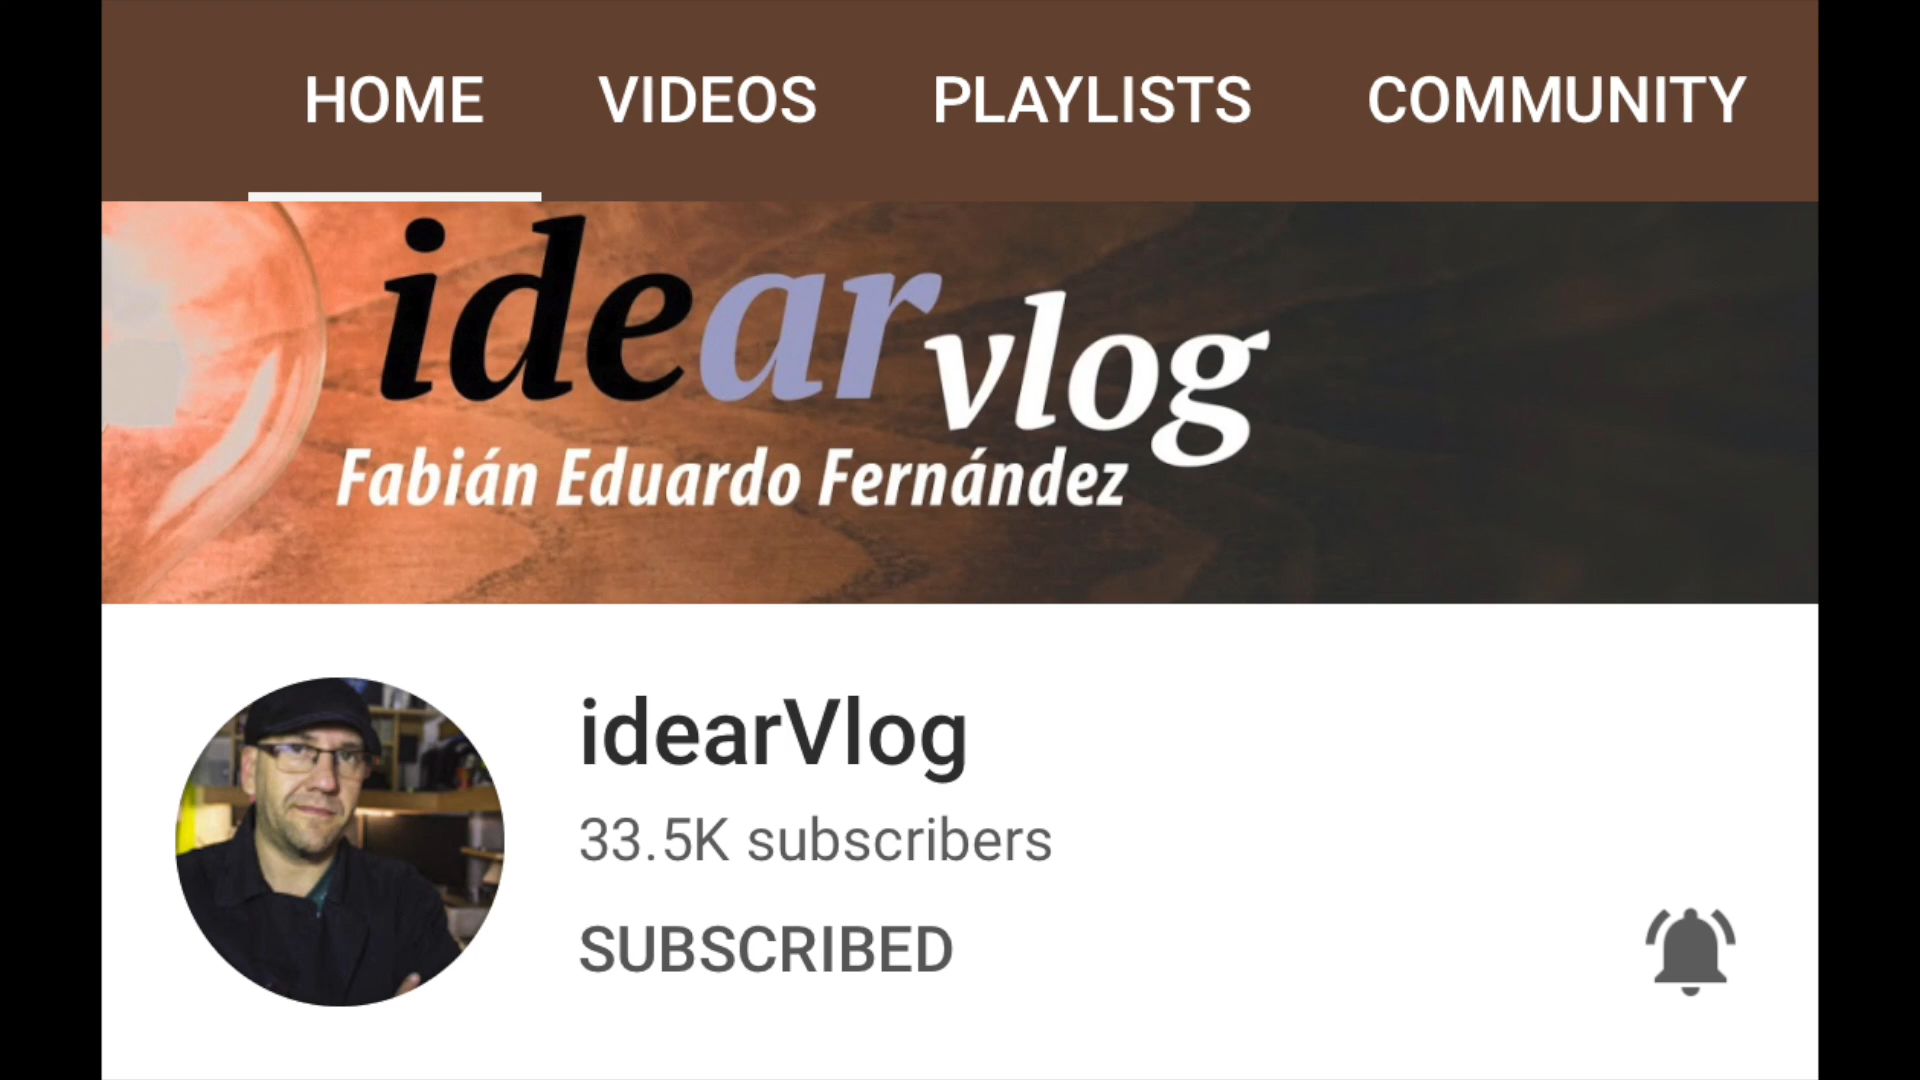 HOME VIDEOS PLAYLISTS COMMUNITY
idearvlog
Fabián Eduardo Fernández
idearVlog
33.5K subscribers
SUBSCRIBED